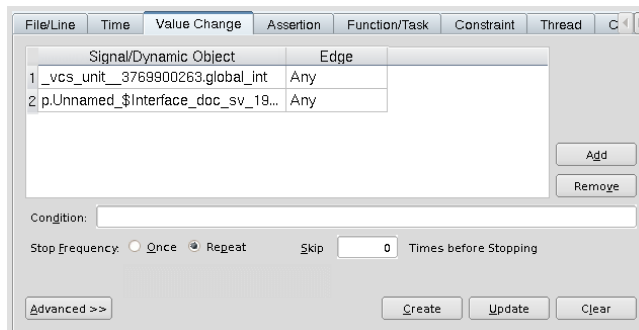 File/Line Time Value Change Assertion Function/Task Constraint Thread C
Signal/Dynamic Object Edge
1 _vcs_unit__3769900263.global_int Any
2 p.Unnamed_$Interface_doc_sv_19... Any
Add
Remove
Condition:
Stop Frequency: Once Repeat Skip 0 Times before Stopping
Advanced >> Create Update Clear